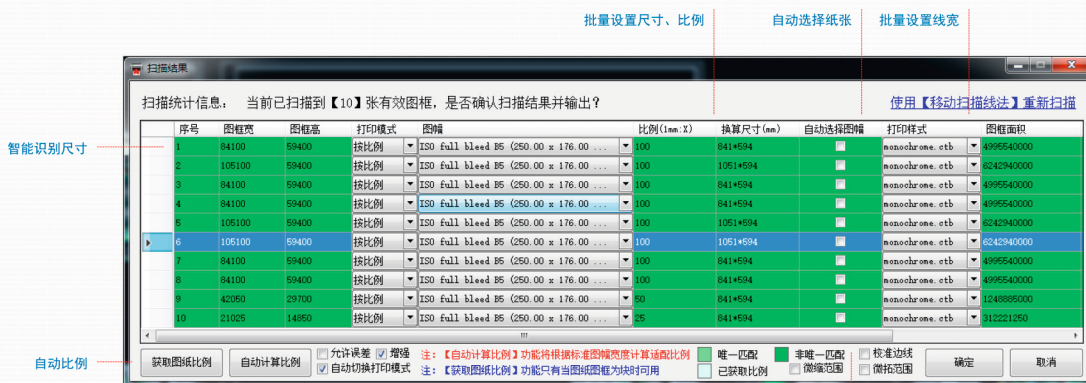 批量设置尺寸、比例 自动选择纸张 批量设置线宽
扫描结果
扫描统计信息： 当前已扫描到【10】张有效图框，是否确认扫描结果并输出？ 使用【移动扫描线法】重新扫描
序号 图框宽 图框高 打印模式 图幅 比例(1mm:X) 换算尺寸(mm) 自动选择图幅 打印样式 图框面积
智能识别尺寸
1 84100 59400 按比例 ISO full bleed B5 (250.00 x 176.00 ... 100 841*594 monochrome.ctb 4995540000
2 105100 59400 按比例 ISO full bleed B5 (250.00 x 176.00 ... 100 1051*594 monochrome.ctb 6242940000
3 84100 59400 按比例 ISO full bleed B5 (250.00 x 176.00 ... 100 841*594 monochrome.ctb 4995540000
4 84100 59400 按比例 ISO full bleed B5 (250.00 x 176.00 ... 100 841*594 monochrome.ctb 4995540000
5 105100 59400 按比例 ISO full bleed B5 (250.00 x 176.00 ... 100 1051*594 monochrome.ctb 6242940000
6 105100 59400 按比例 ISO full bleed B5 (250.00 x 176.00 ... 100 1051*594 monochrome.ctb 6242940000
7 84100 59400 按比例 ISO full bleed B5 (250.00 x 176.00 ... 100 841*594 monochrome.ctb 4995540000
8 84100 59400 按比例 ISO full bleed B5 (250.00 x 176.00 ... 100 841*594 monochrome.ctb 4995540000
9 42050 29700 按比例 ISO full bleed B5 (250.00 x 176.00 ... 50 841*594 monochrome.ctb 1248885000
10 21025 14850 按比例 ISO full bleed B5 (250.00 x 176.00 ... 25 841*594 monochrome.ctb 312221250
自动比例 获取图纸比例 自动计算比例 允许误差 增强 注：【自动计算比例】功能将根据标准图幅宽度计算适配比例 唯一匹配 非唯一匹配 校准边线 确定 取消
自动切换打印模式 注：【获取图纸比例】功能只有当图纸图框为块时可用 已获取比例 微缩范围 微拓范围